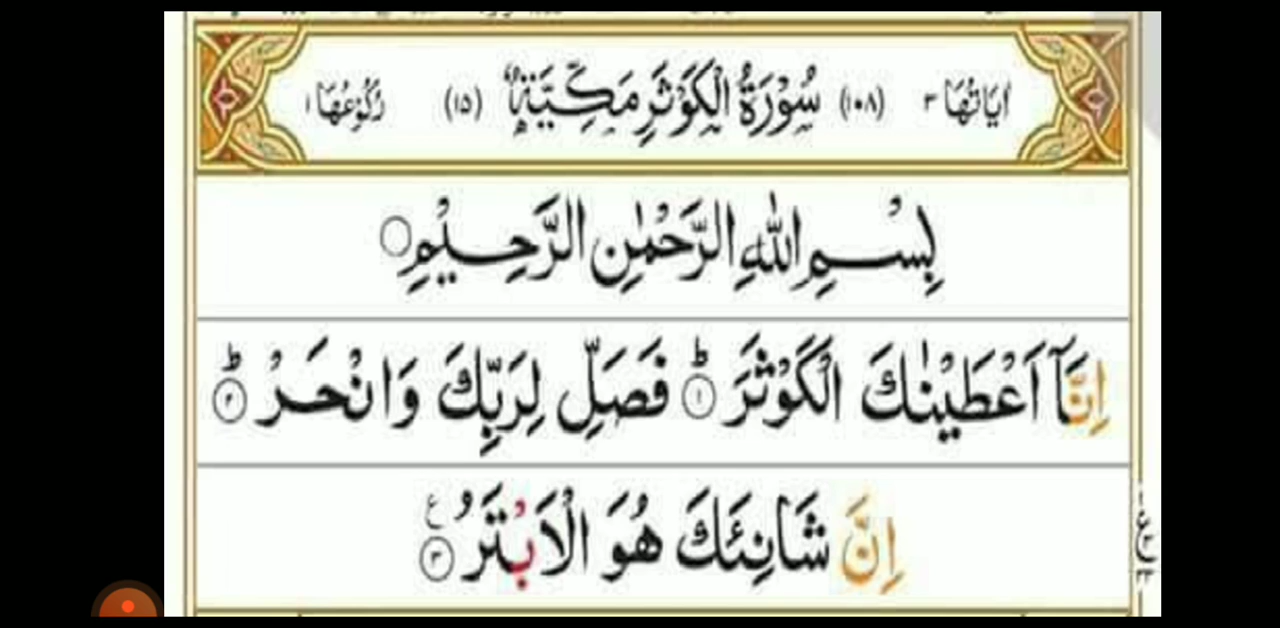 اٰيَاتُهَا ٣ (١٠٨) سُوْرَةُ الْكَوْثَرِ مَكِّيَّةٌ (١٥) رُكُوْعُهَا ١
بِسْمِ اللّٰهِ الرَّحْمٰنِ الرَّحِيْمِ
اِنَّآ اَعْطَيْنٰكَ الْكَوْثَرَ ؕ ١ فَصَلِّ لِرَبِّكَ وَانْحَرْ ؕ ٢
اِنَّ شَانِئَكَ هُوَ الْاَبْتَرُ ٣ ع